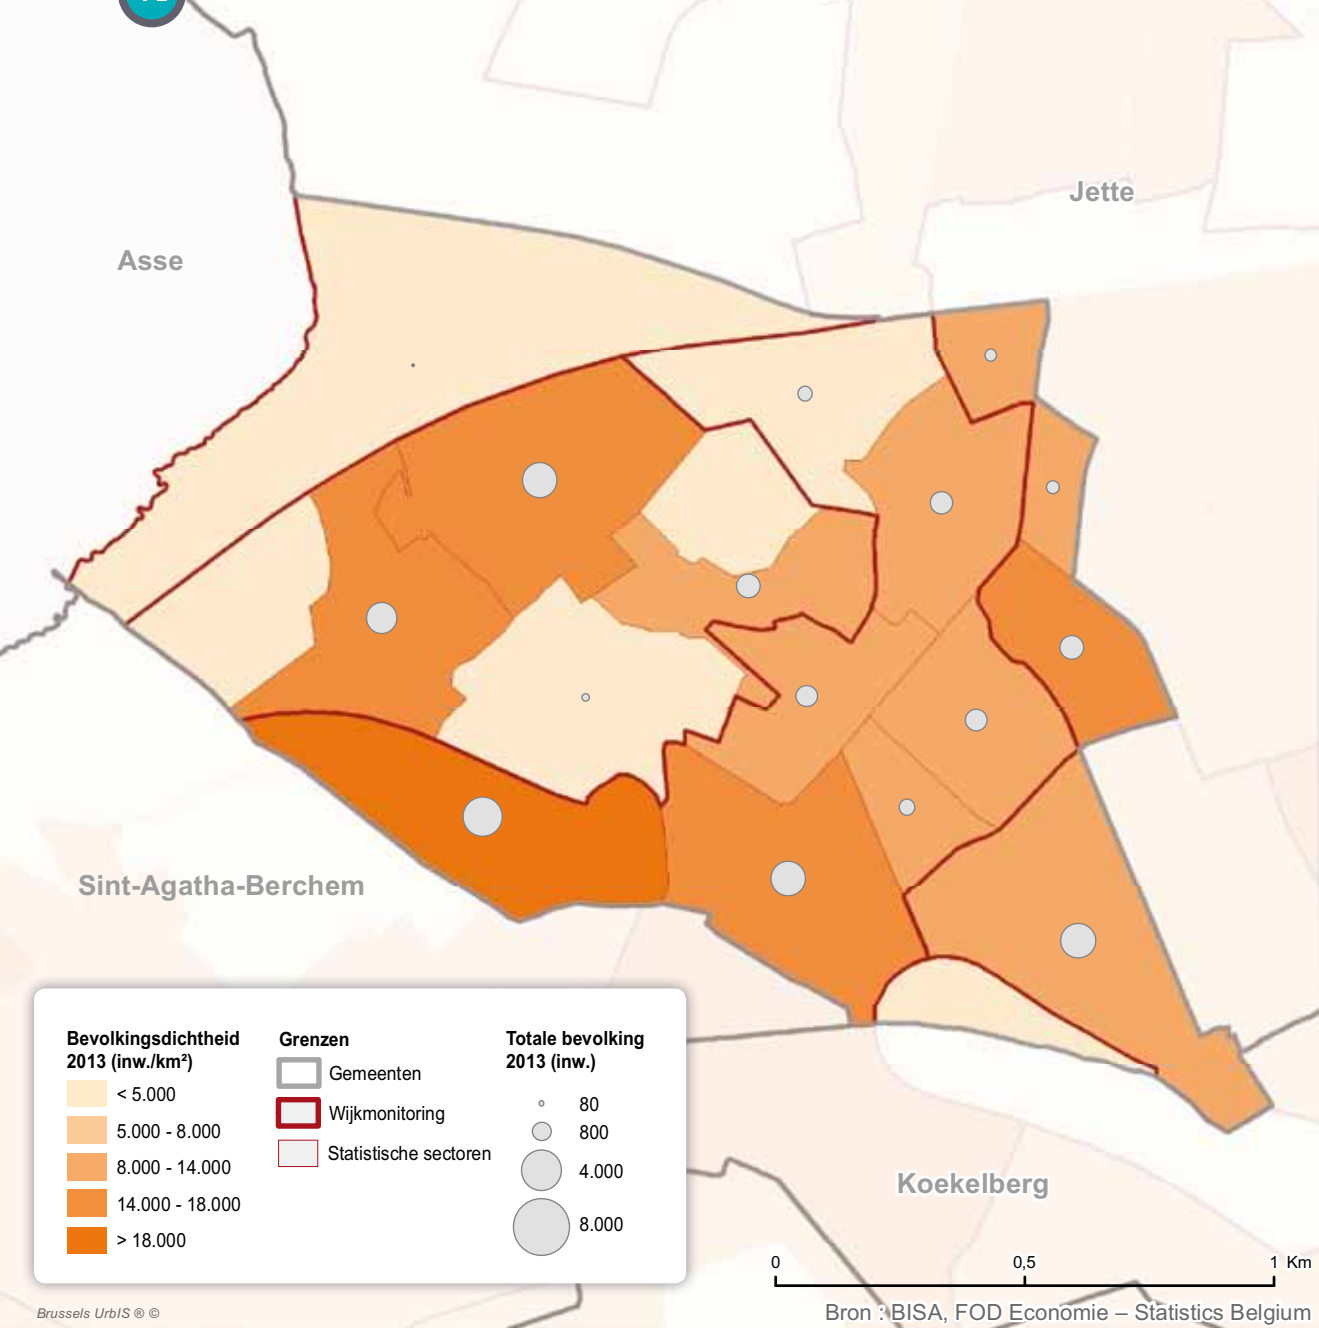 Jette
Asse
Sint-Agatha-Berchem
Koekelberg
Bevolkingsdichtheid
2013 (inw./km²)
< 5.000
5.000 - 8.000
8.000 - 14.000
14.000 - 18.000
> 18.000
Grenzen
Gemeenten
Wijkmonitoring
Statistische sectoren
Totale bevolking
2013 (inw.)
80
800
4.000
8.000
0 0,5 1 Km
Brussels UrbIS ® ©
Bron : BISA, FOD Economie – Statistics Belgium